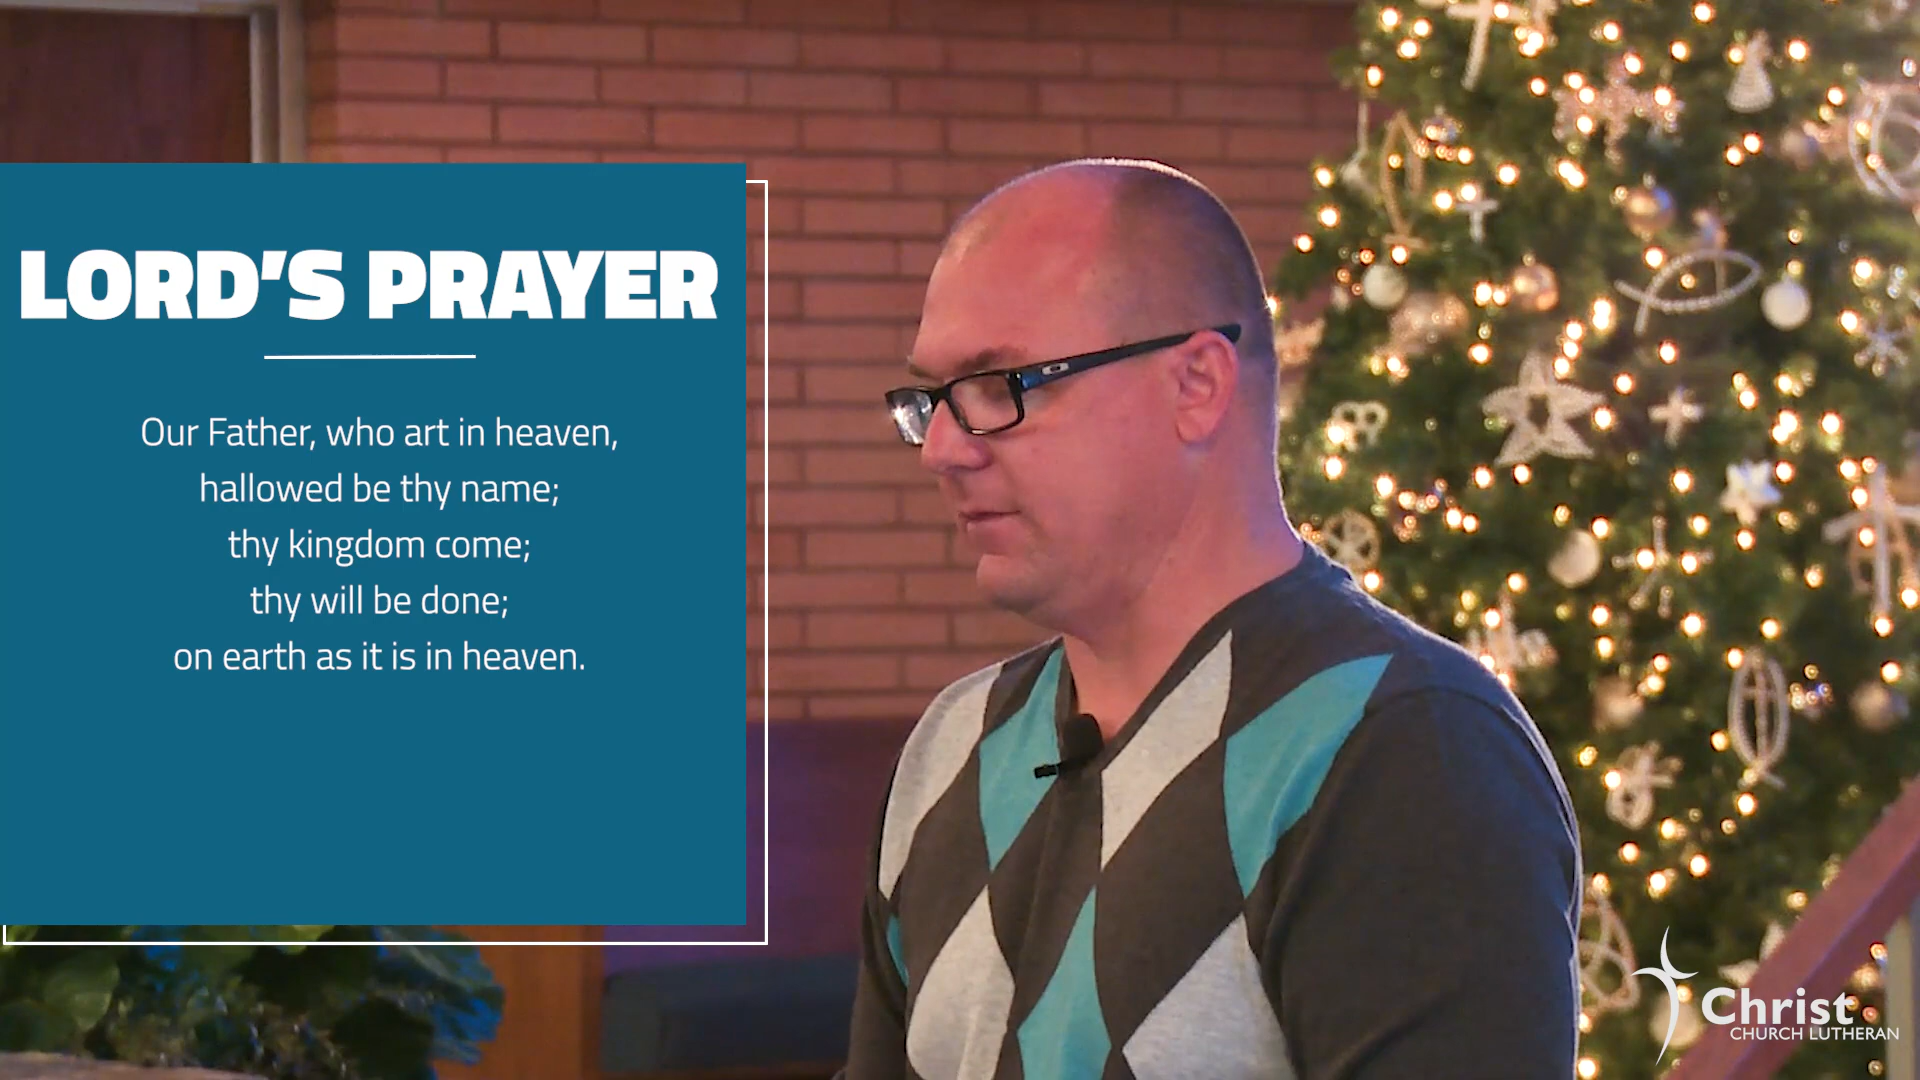 LORD'S PRAYER
Our Father, who art in heaven,
hallowed be thy name;
thy kingdom come;
thy will be done;
on earth as it is in heaven.
Christ
CHURCH LUTHERAN